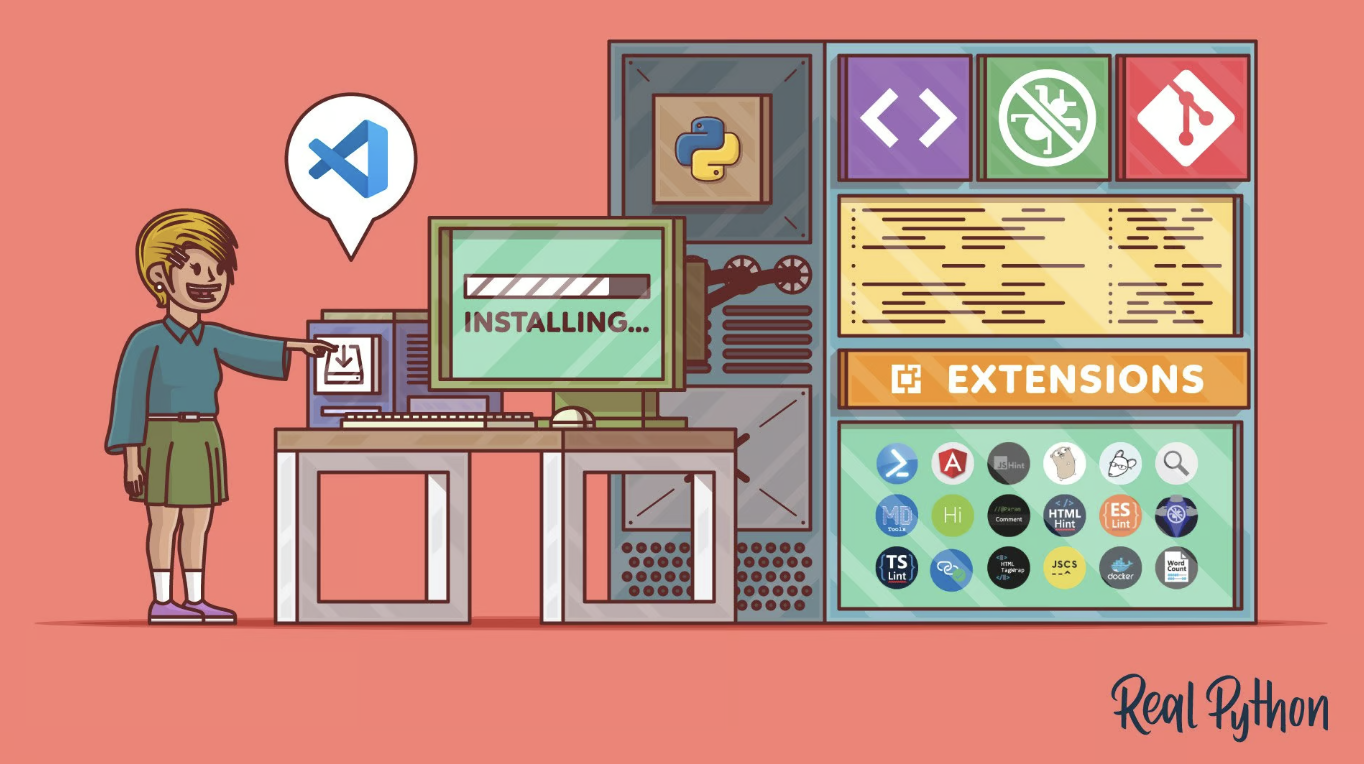 INSTALLING...
EXTENSIONS
JSHint
MD
Tools
Hi
Comment
HTML
Hint
ES
Lint
TS
Lint
HTML
TagWrap
JSCS
docker
Word
Count
Real Python